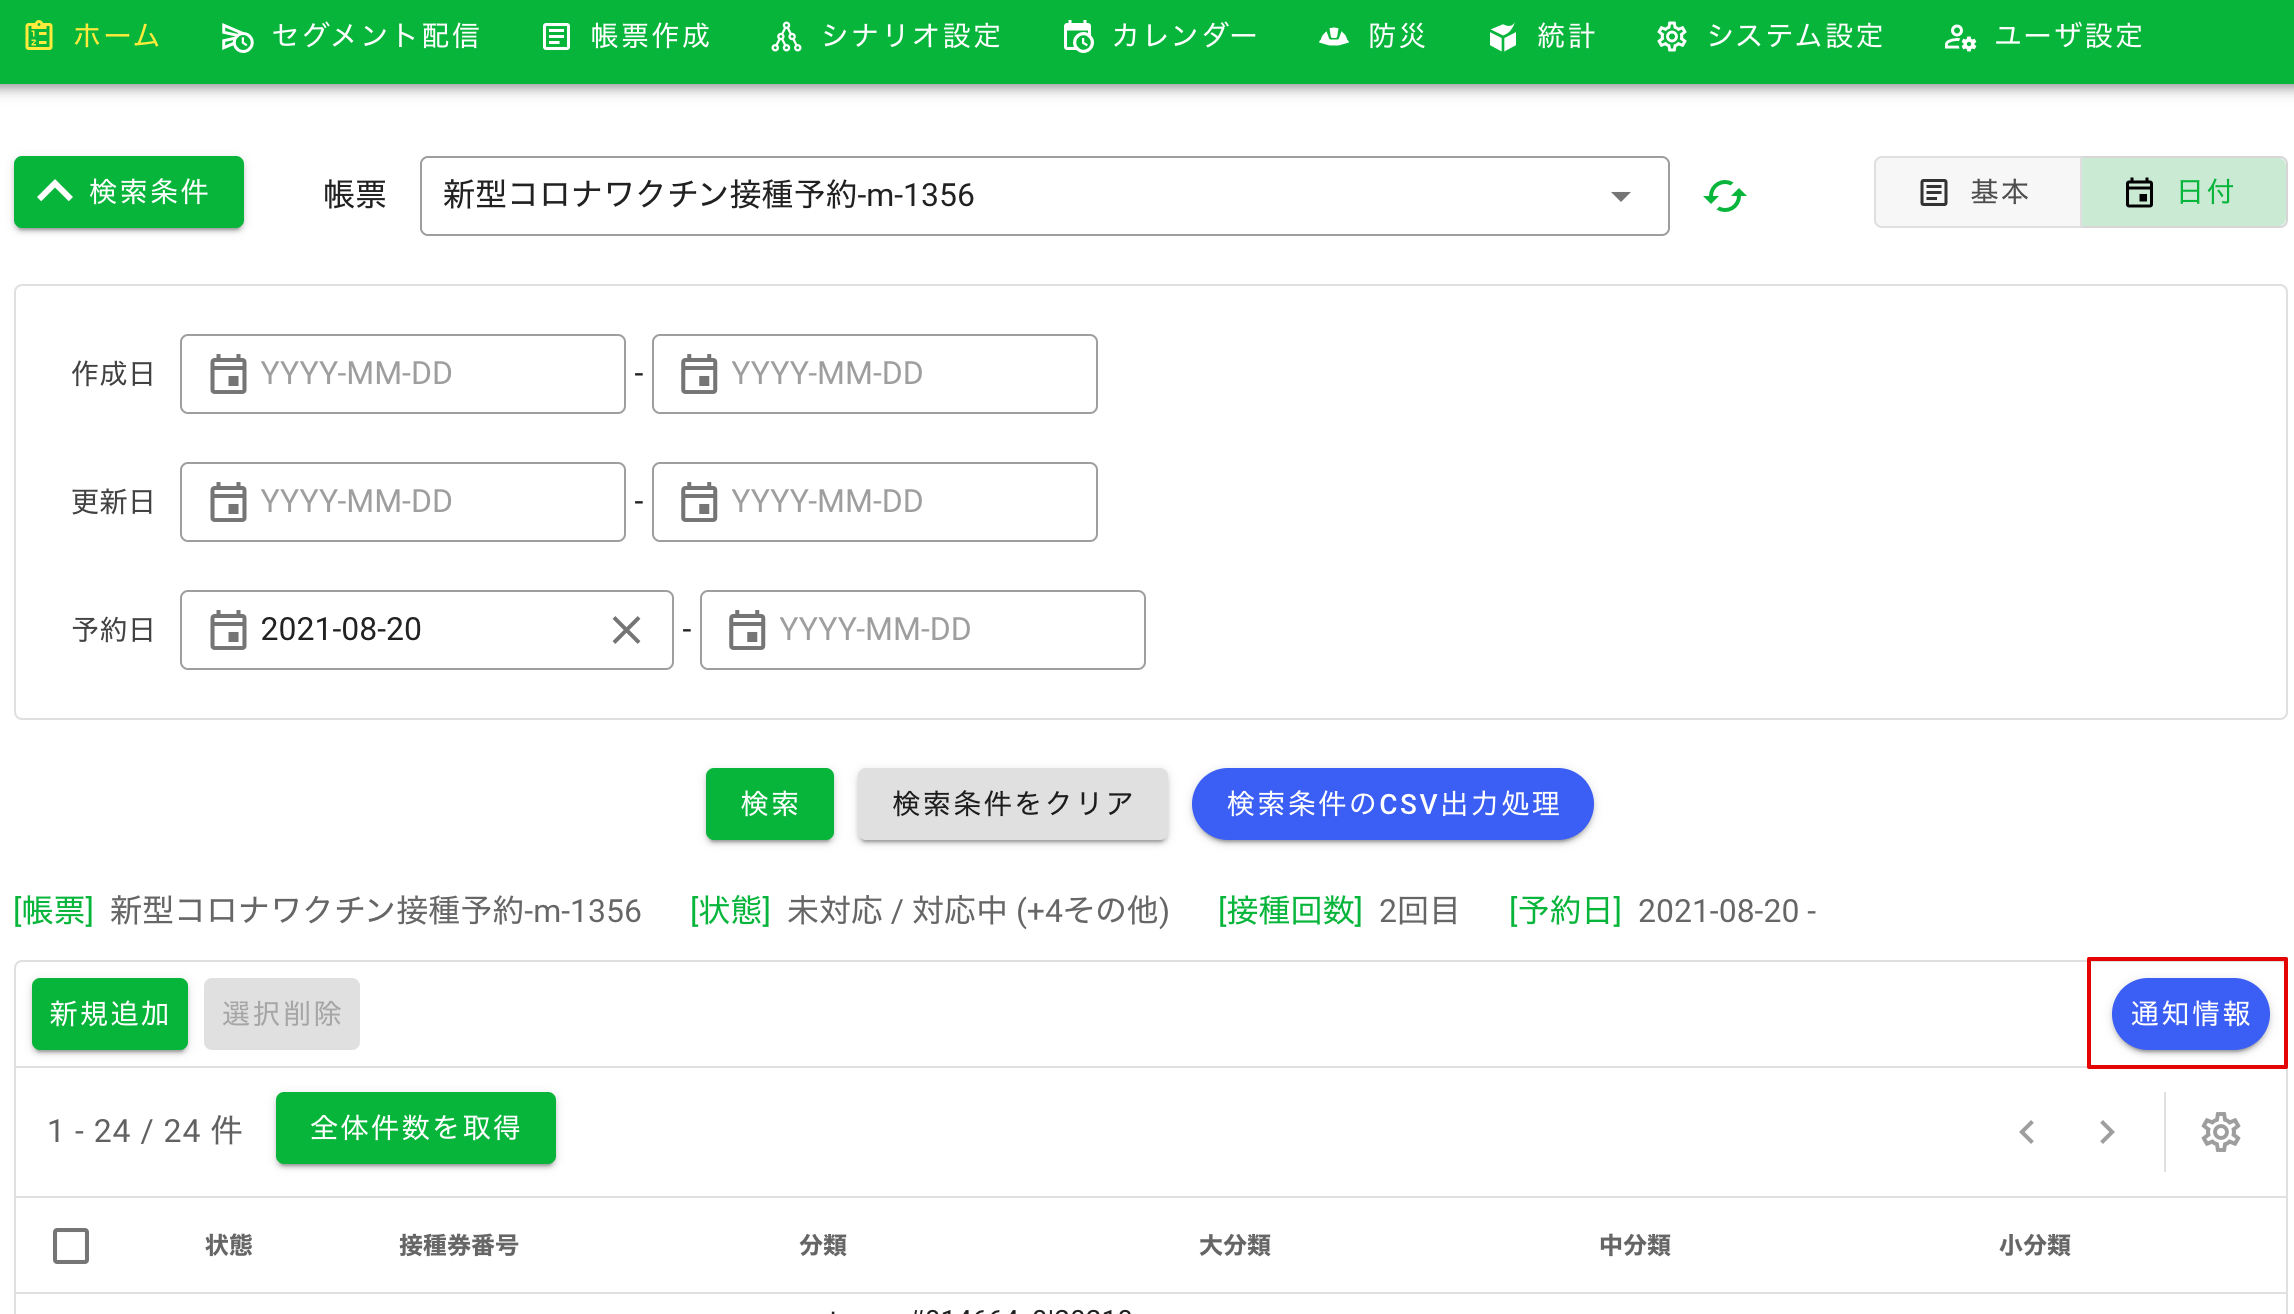 ホーム セグメント配信 帳票作成 シナリオ設定 カレンダー 防災 統計 システム設定 ユーザ設定
検索条件 帳票 新型コロナワクチン接種予約-m-1356 基本 日付
作成日 YYYY-MM-DD - YYYY-MM-DD
更新日 YYYY-MM-DD - YYYY-MM-DD
予約日 2021-08-20 - YYYY-MM-DD
検索 検索条件をクリア 検索条件のCSV出力処理
[帳票] 新型コロナワクチン接種予約-m-1356 [状態] 未対応 / 対応中 (+4その他) [接種回数] 2回目 [予約日] 2021-08-20 -
新規追加 選択削除 通知情報
1 - 24 / 24 件 全体件数を取得
状態 接種券番号 分類 大分類 中分類 小分類